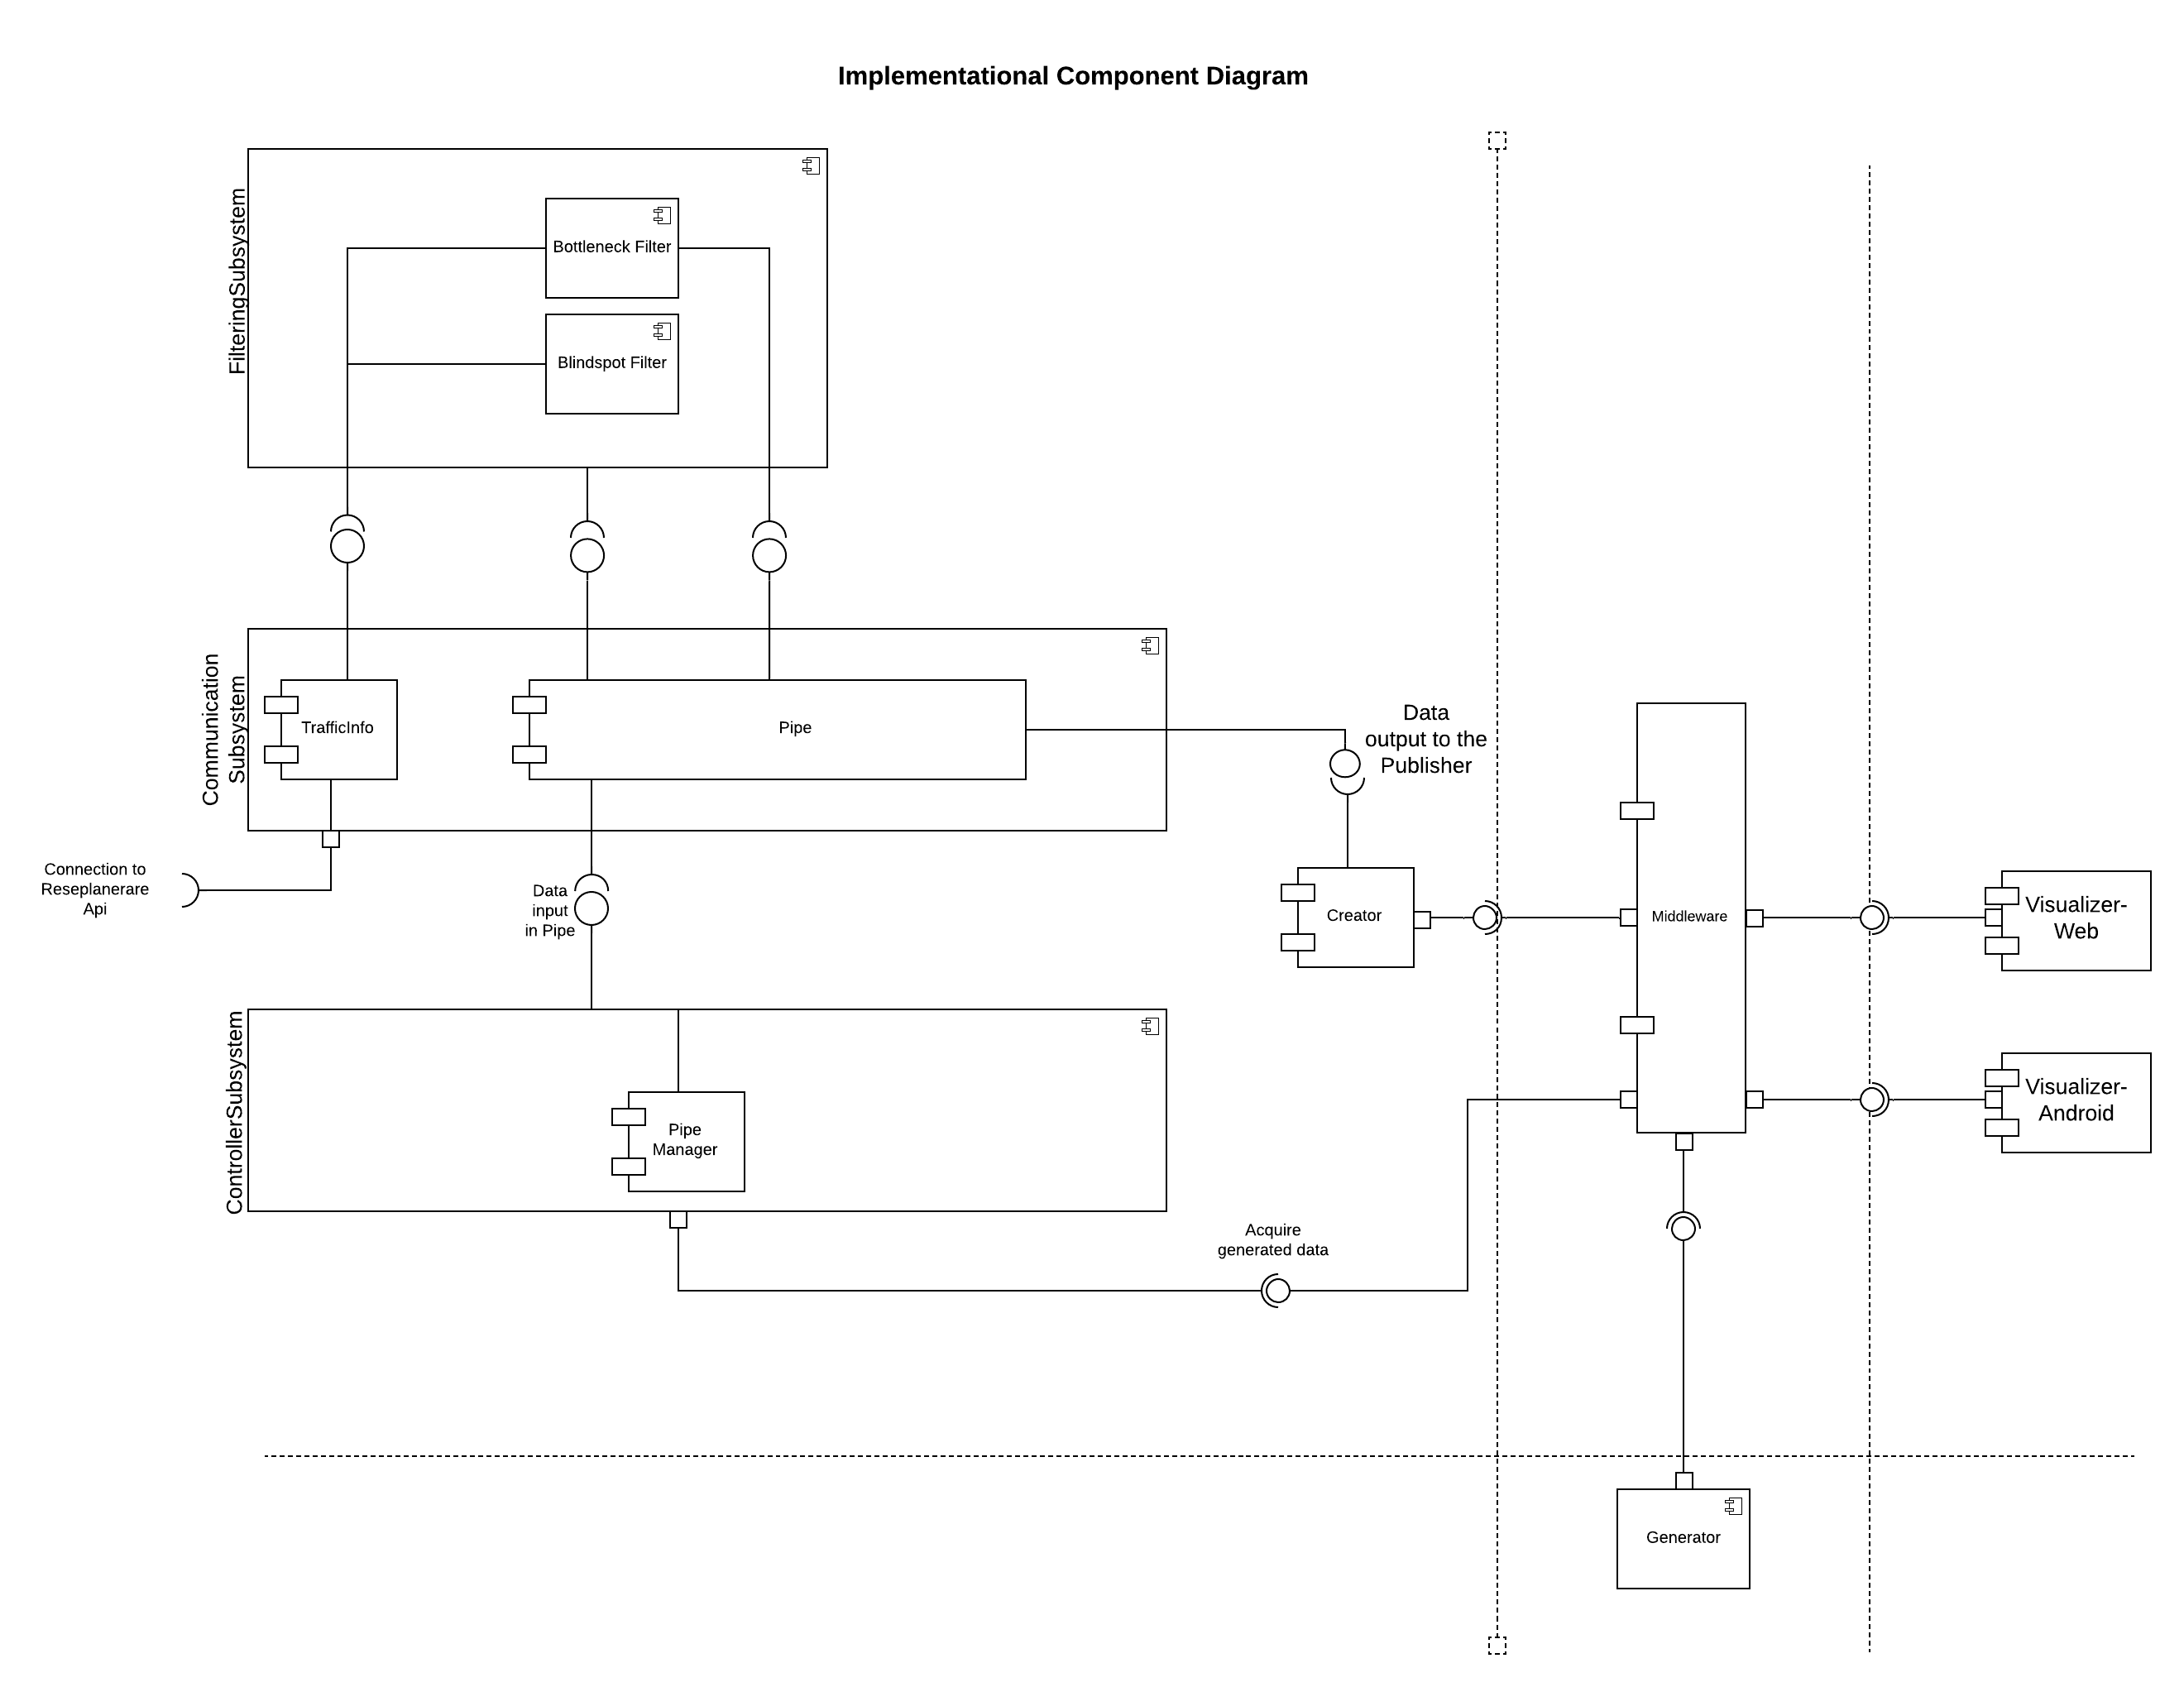 Implementational Component Diagram
FilteringSubsystem
Bottleneck Filter
Blindspot Filter
Communication
Subsystem
TrafficInfo
Pipe
Data
output to the
Publisher
Connection to
Reseplanerare
Api
Data
input
in Pipe
Creator
Middleware
Visualizer-
Web
Visualizer-
Android
ControllerSubsystem
Pipe
Manager
Acquire
generated data
Generator